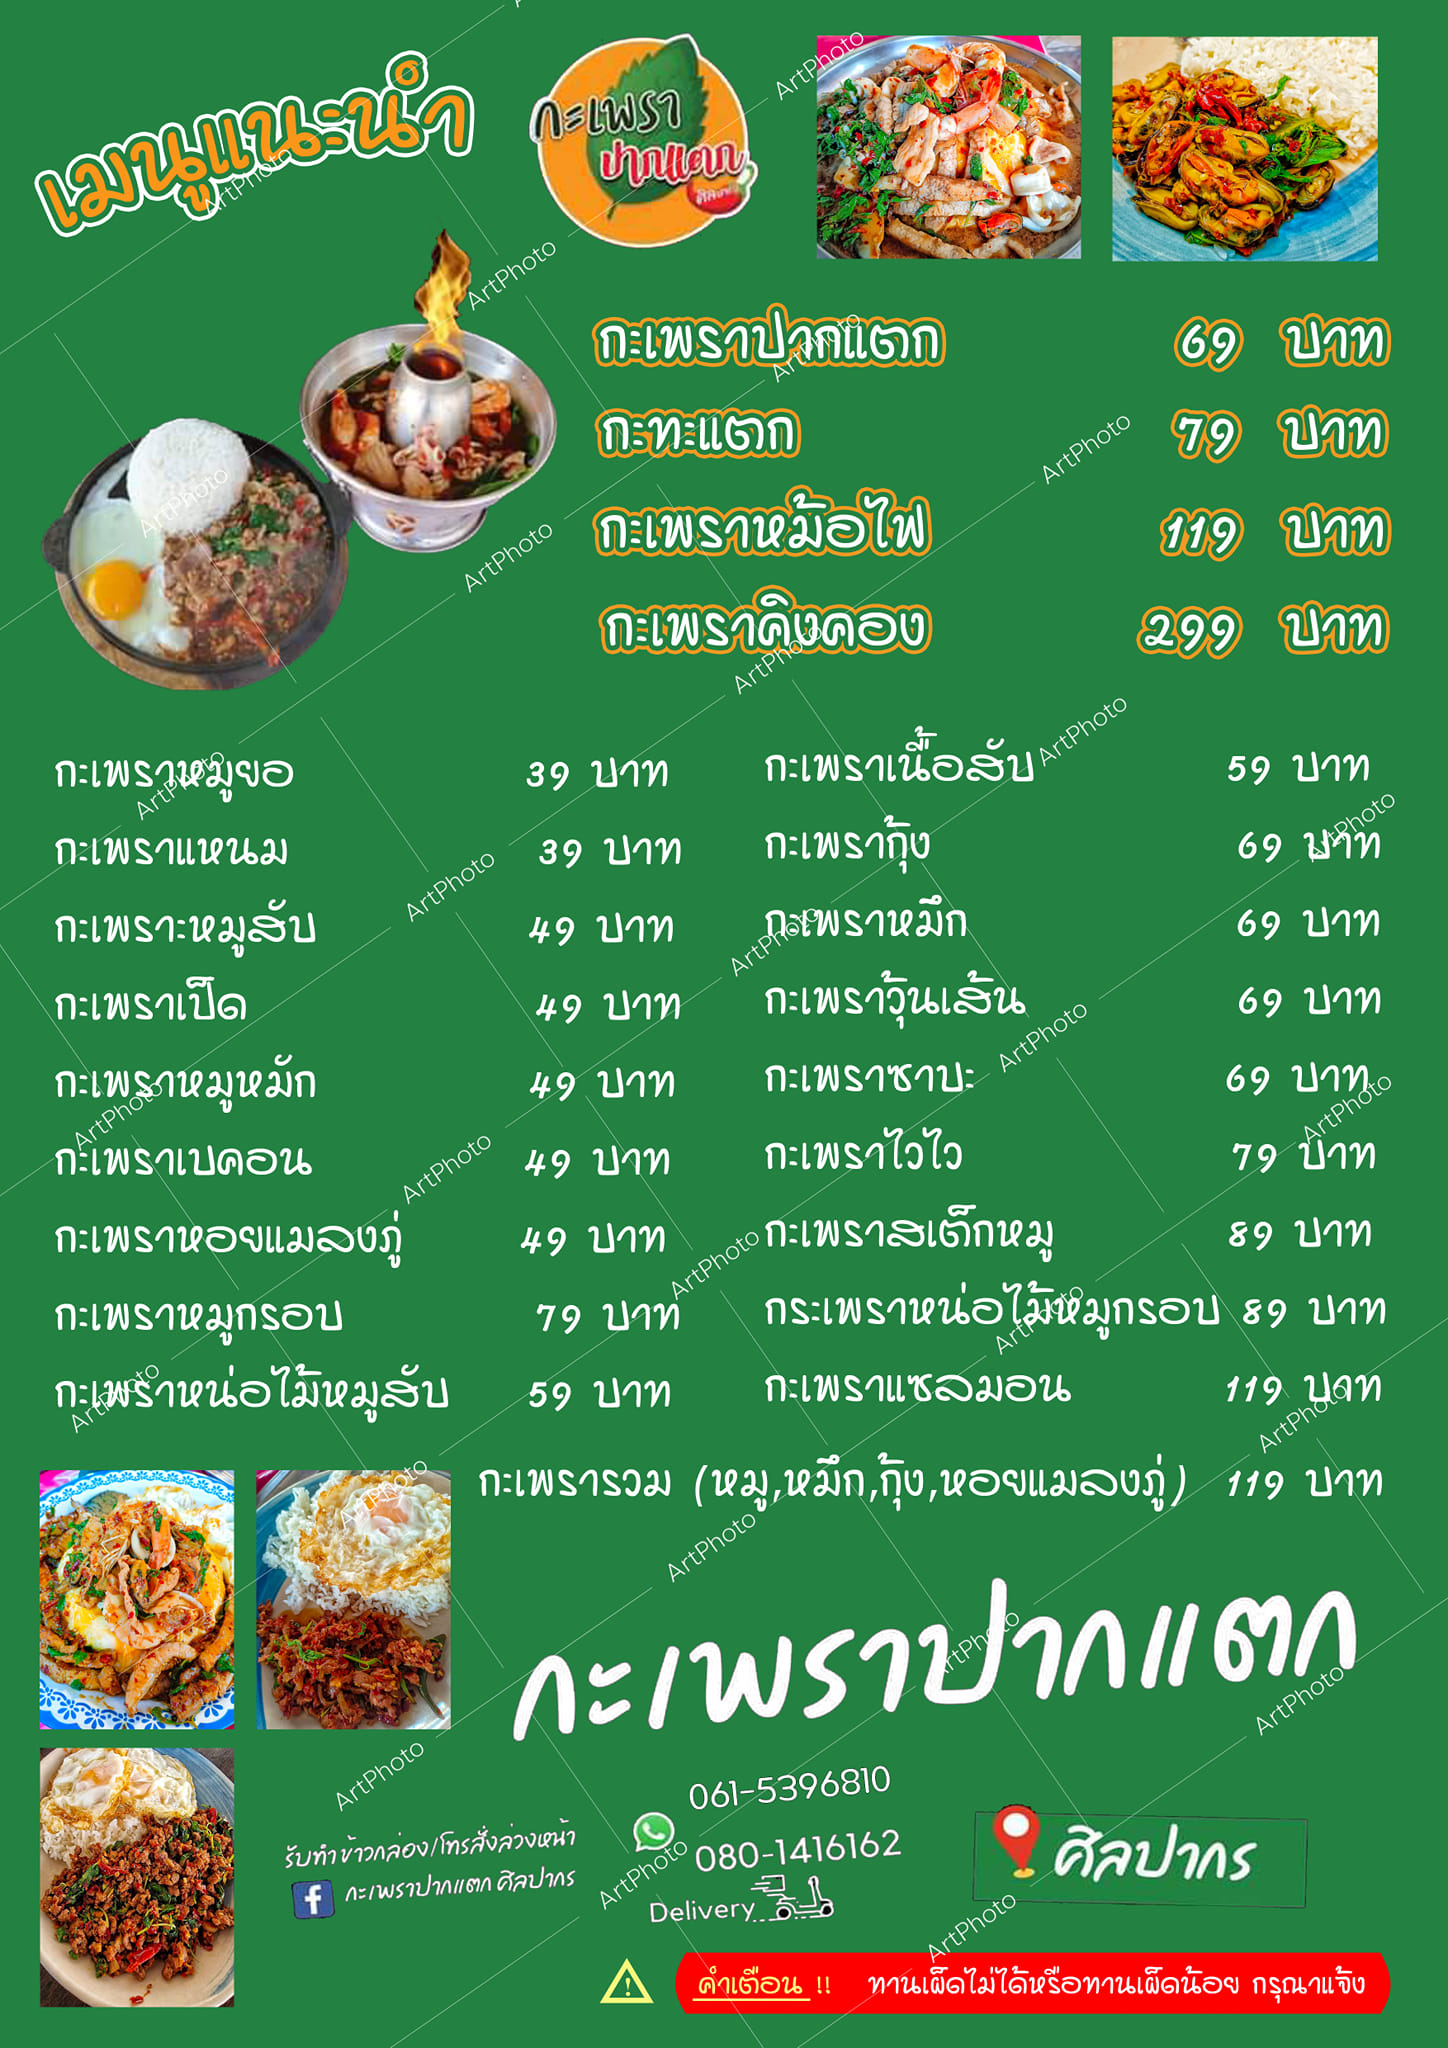 เมนูแนะนำ
กะเพรา
ปากแตก
กะเพราปากแตก 69 บาท
กะทะแตก 79 บาท
กะเพราหม้อไฟ 119 บาท
กะเพราคิงคอง 299 บาท
กะเพราหมูยอ 39 บาท
กะเพราแหนม 39 บาท
กะเพราะหมูสับ 49 บาท
กะเพราเป็ด 49 บาท
กะเพราหมูหมัก 49 บาท
กะเพราเปคอน 49 บาท
กะเพราหอยแมลงภู่ 49 บาท
กะเพราหมูกรอบ 79 บาท
กะเพราหน่อไม้หมูสับ 59 บาท
กะเพราเนื้อสับ 59 บาท
กะเพรากุ้ง 69 บาท
กะเพราหมึก 69 บาท
กะเพราวุ้นเส้น 69 บาท
กะเพราซาบะ 69 บาท
กะเพราไวไว 79 บาท
กะเพราสเต็กหมู 89 บาท
กระเพราหน่อไม้หมูกรอบ 89 บาท
กะเพราแซลมอน 119 บาท
กะเพรารวม (หมู,หมึก,กุ้ง,หอยแมลงภู่) 119 บาท
กะเพราปากแตก
061-5396810
080-1416162
Delivery
รับทำข้าวกล่อง/โทรสั่งล่วงหน้า
กะเพราปากแตก ศิลปากร
ศิลปากร
คำเตือน !! ทานเผ็ดไม่ได้หรือทานเผ็ดน้อย กรุณาแจ้ง
ArtPhoto